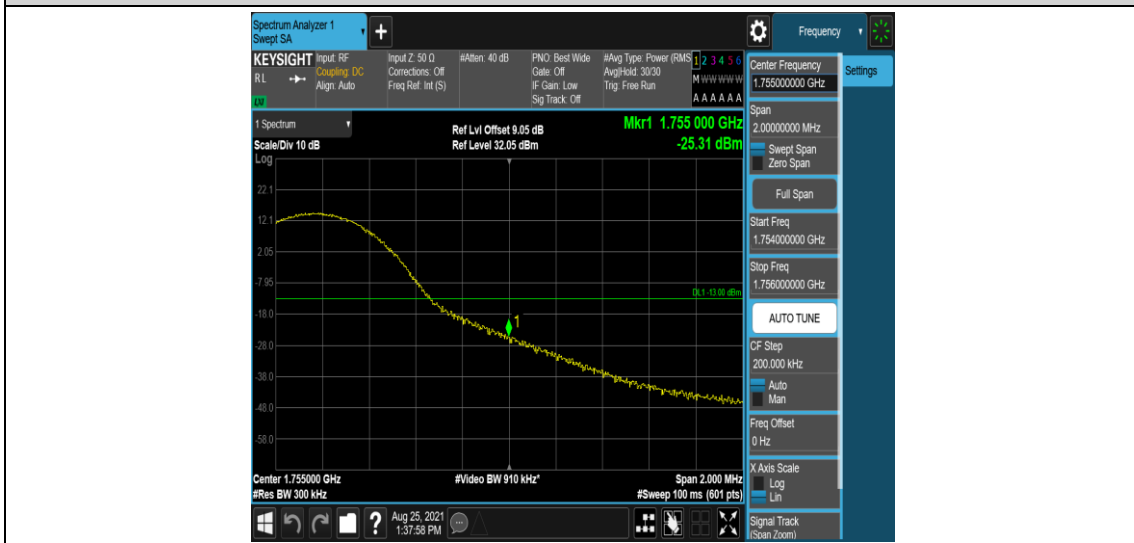 Spectrum Analyzer 1
Swept SA
+
Frequency
KEYSIGHT
RL
Input: RF
Coupling: DC
Align: Auto
Input Z: 50 Ω
Corrections: Off
Freq Ref: Int (S)
#Atten: 40 dB
PNO: Best Wide
Gate: Off
IF Gain: Low
Sig Track: Off
#Avg Type: Power (RMS
Avg|Hold: 30/30
Trig: Free Run
1 2 3 4 5 6
M W W W W W
A A A A A A
1 Spectrum
Scale/Div 10 dB
Ref Lvl Offset 9.05 dB
Ref Level 32.05 dBm
Mkr1 1.755 000 GHz
-25.31 dBm
Log
22.1
12.1
2.05
-7.95
-18.0
-28.0
-38.0
-48.0
-58.0
DL1 -13.00 dBm
1
Center 1.755000 GHz
#Res BW 300 kHz
#Video BW 910 kHz*
Span 2.000 MHz
#Sweep 100 ms (601 pts)
Center Frequency
1.755000000 GHz
Settings
Span
2.00000000 MHz
Swept Span
Zero Span
Full Span
Start Freq
1.754000000 GHz
Stop Freq
1.756000000 GHz
AUTO TUNE
CF Step
200.000 kHz
Auto
Man
Freq Offset
0 Hz
X Axis Scale
Log
Lin
Signal Track
(Span Zoom)
?
Aug 25, 2021
1:37:58 PM